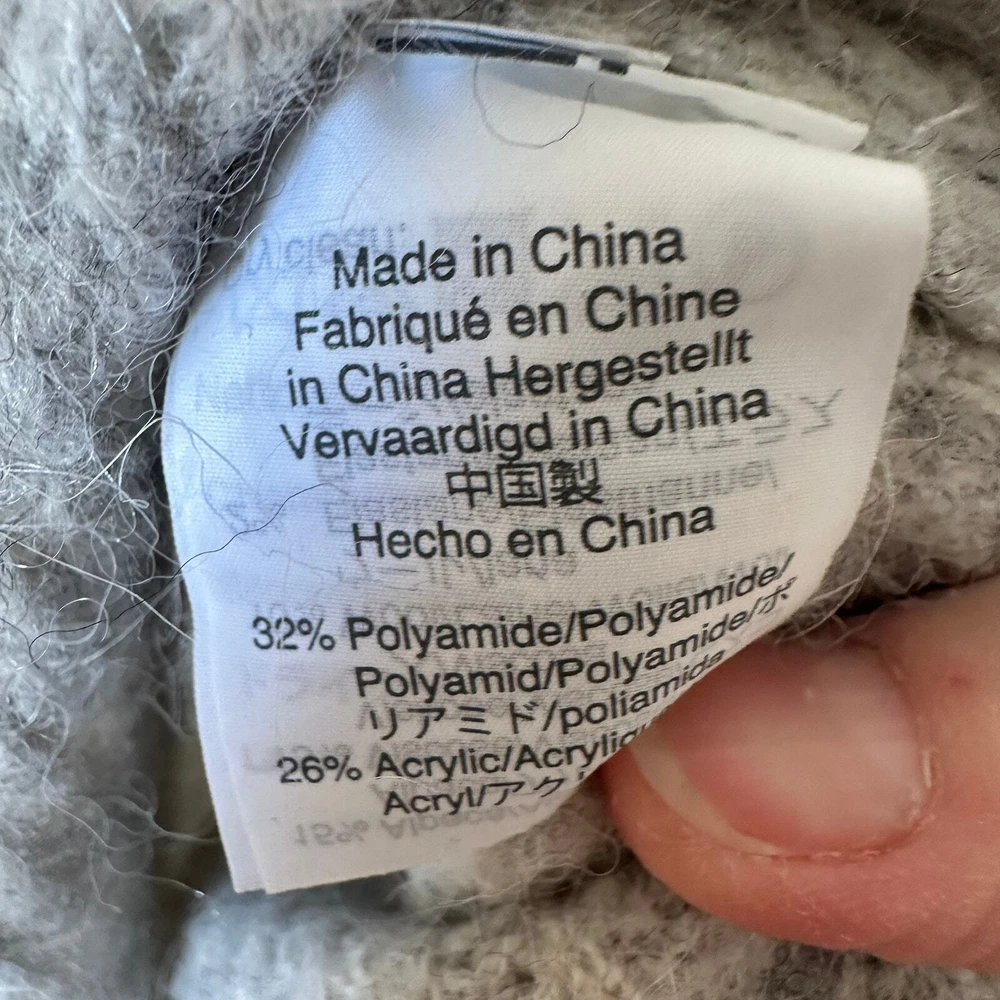 Made in China
Fabriqué en Chine
in China Hergestellt
Vervaardigd in China
中国製
Hecho en China
32% Polyamide/Polyamide/
Polyamid/Polyamide/ポ
リアミド/poliamida
26% Acrylic/Acryliq
Acryl/アク